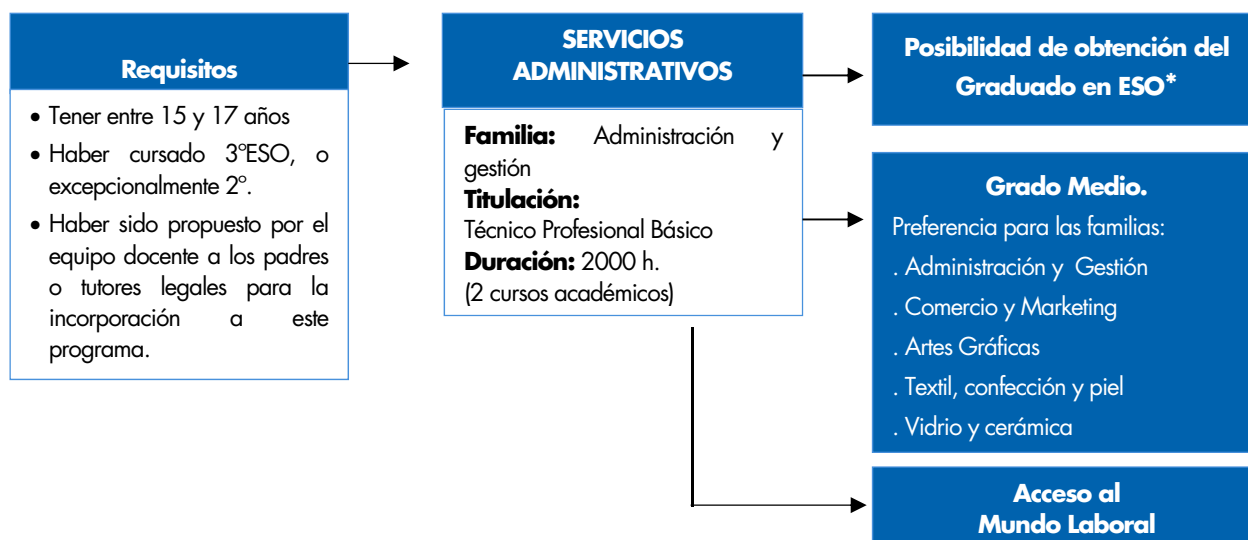 Requisitos
• Tener entre 15 y 17 años
• Haber cursado 3ºESO, o
excepcionalmente 2º.
• Haber sido propuesto por el
equipo docente a los padres
o tutores legales para la
incorporación a este
programa.
SERVICIOS
ADMINISTRATIVOS
Familia: Administración y
gestión
Titulación:
Técnico Profesional Básico
Duración: 2000 h.
(2 cursos académicos)
Posibilidad de obtención del
Graduado en ESO*
Grado Medio.
Preferencia para las familias:
. Administración y Gestión
. Comercio y Marketing
. Artes Gráficas
. Textil, confección y piel
. Vidrio y cerámica
Acceso al
Mundo Laboral